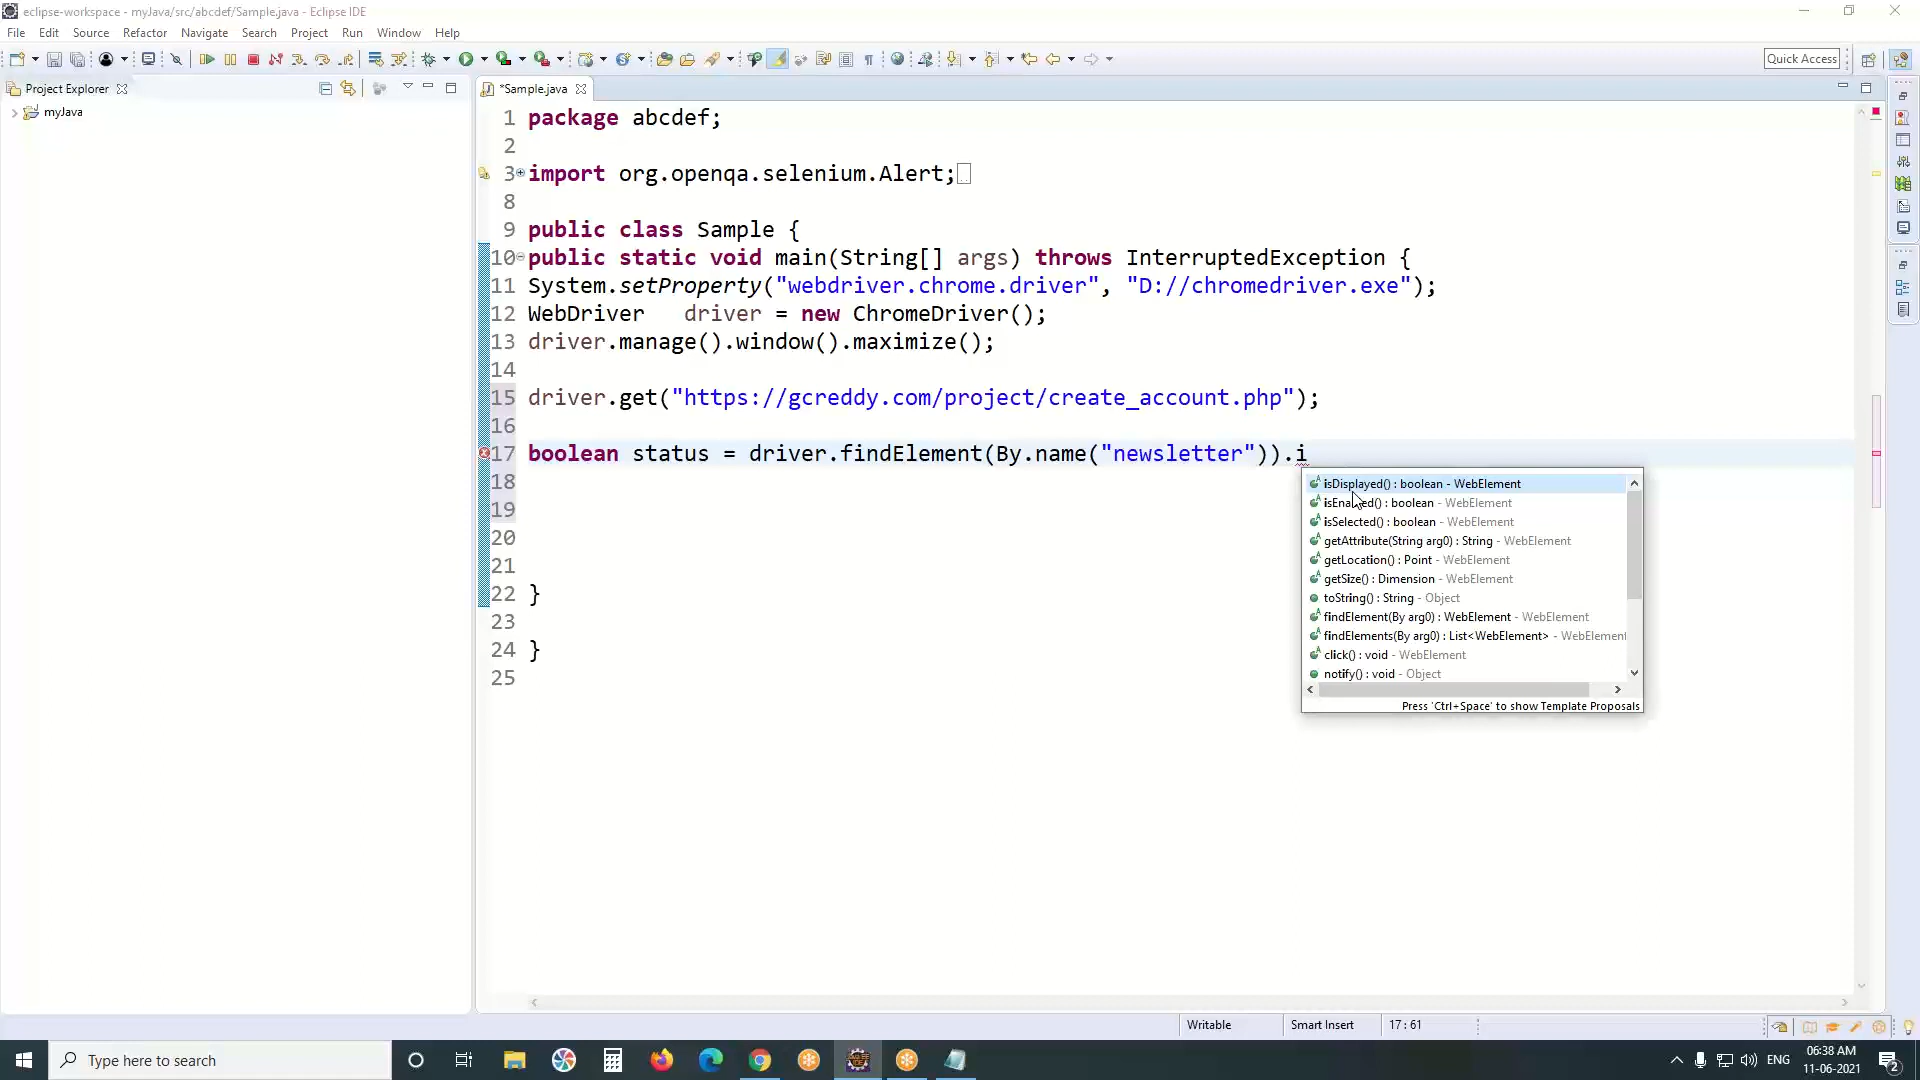 eclipse-workspace - myJava/src/abcdef/Sample.java - Eclipse IDE
File Edit Source Refactor Navigate Search Project Run Window Help
Quick Access
Project Explorer
*Sample.java
myJava
1 package abcdef;
2
3 import org.openqa.selenium.Alert;
8
9 public class Sample {
10 public static void main(String[] args) throws InterruptedException {
11 System.setProperty("webdriver.chrome.driver", "D://chromedriver.exe");
12 WebDriver driver = new ChromeDriver();
13 driver.manage().window().maximize();
14
15 driver.get("https://gcreddy.com/project/create_account.php");
16
17 boolean status = driver.findElement(By.name("newsletter")).i
18
19
20
21
22 }
23
24 }
25
isDisplayed() : boolean - WebElement
isEnabled() : boolean - WebElement
isSelected() : boolean - WebElement
getAttribute(String arg0) : String - WebElement
getLocation() : Point - WebElement
getSize() : Dimension - WebElement
toString() : String - Object
findElement(By arg0) : WebElement - WebElement
findElements(By arg0) : List<WebElement> - WebElement
click() : void - WebElement
notify() : void - Object
Press 'Ctrl+Space' to show Template Proposals
Writable Smart Insert 17 : 61
Type here to search
ENG
06:38 AM
11-06-2021
2